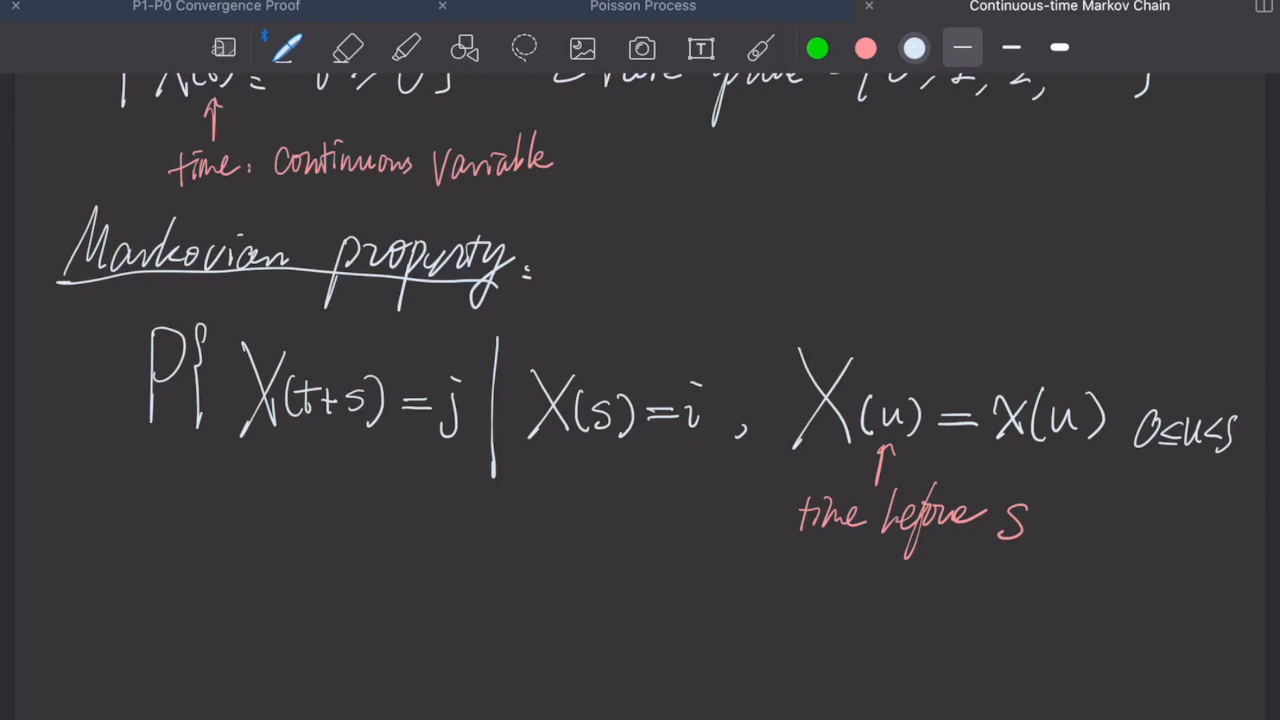 P1-P0 Convergence Proof Poisson Process Continuous-time Markov Chain
time: continuous variable
Markovian property:
P{ X(t+s) = j | X(s) = i , X(u) = x(u) 0≤u<s
time before s